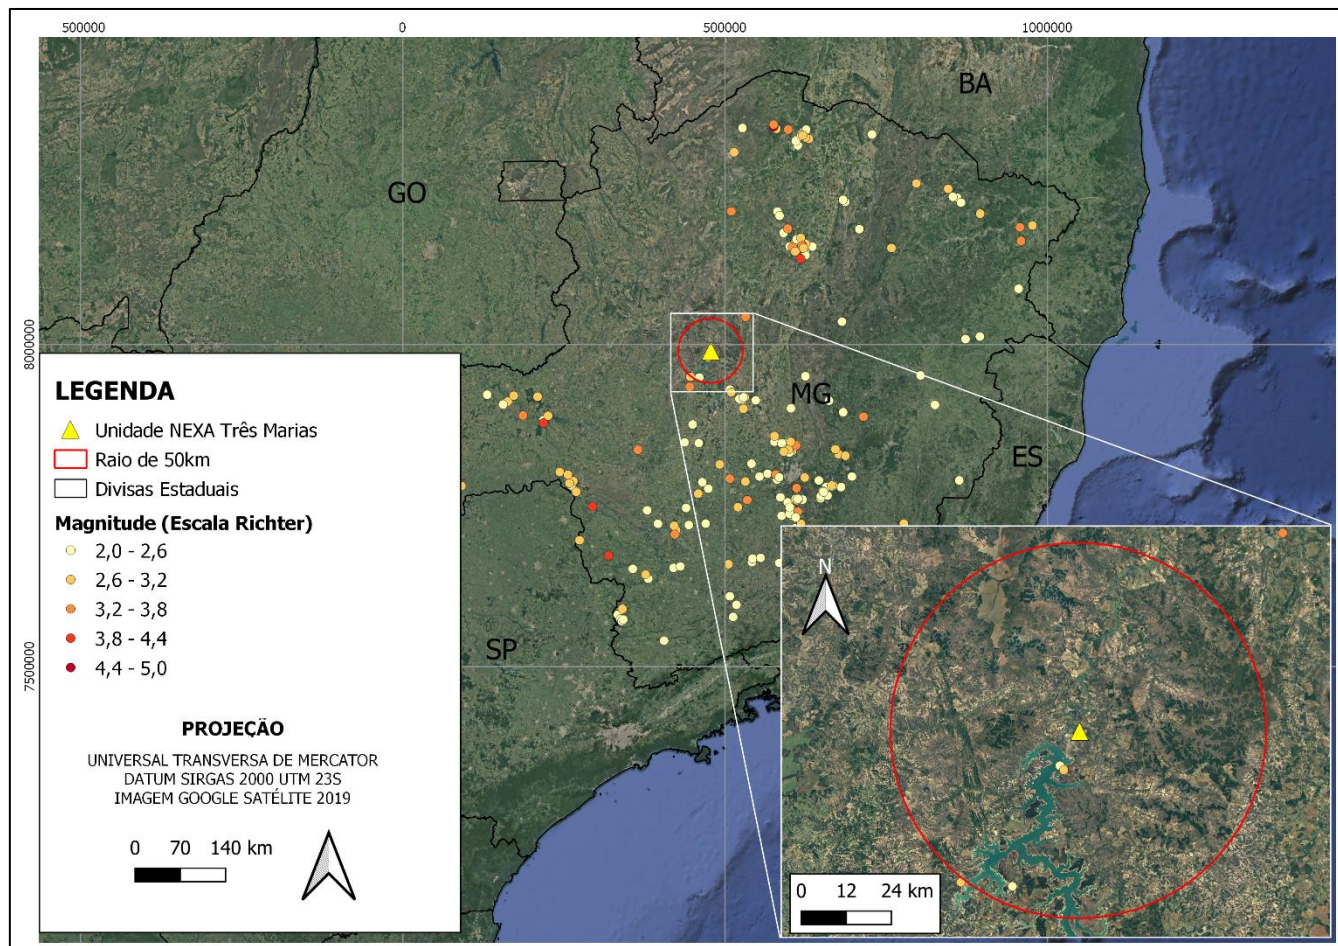 500000
0
500000
1000000
BA
GO
8000000
MG
ES
SP
7500000
LEGENDA
Unidade NEXA Três Marias
Raio de 50km
Divisas Estaduais
Magnitude (Escala Richter)
2,0 - 2,6
2,6 - 3,2
3,2 - 3,8
3,8 - 4,4
4,4 - 5,0
PROJEÇÃO
UNIVERSAL TRANSVERSA DE MERCATOR
DATUM SIRGAS 2000 UTM 23S
IMAGEM GOOGLE SATÉLITE 2019
0 70 140 km
N
0 12 24 km